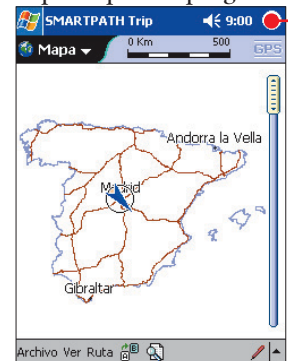 SMARTPATH Trip 9:00
Mapa 0 Km 500 GPS
Andorra la Vella
Madrid
Gibraltar
Archivo Ver Ruta